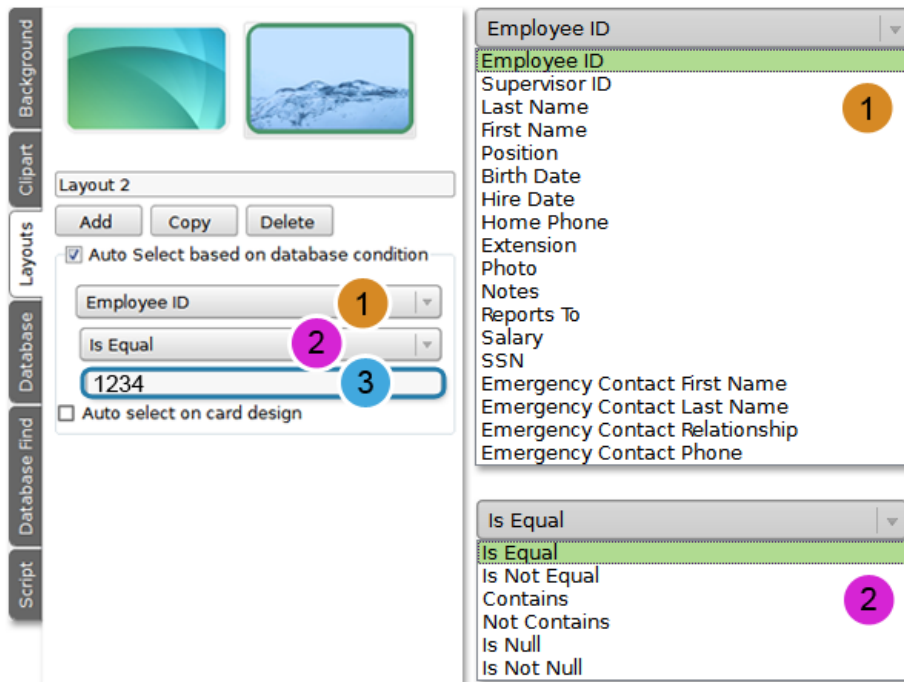 Background
Clipart
Layouts
Database
Database Find
Script
Layout 2
Add Copy Delete
Auto Select based on database condition
Employee ID 1
Is Equal 2
1234 3
Auto select on card design
Employee ID
Employee ID
Supervisor ID
Last Name
1
First Name
Position
Birth Date
Hire Date
Home Phone
Extension
Photo
Notes
Reports To
Salary
SSN
Emergency Contact First Name
Emergency Contact Last Name
Emergency Contact Relationship
Emergency Contact Phone
Is Equal
Is Equal
Is Not Equal
Contains
2
Not Contains
Is Null
Is Not Null